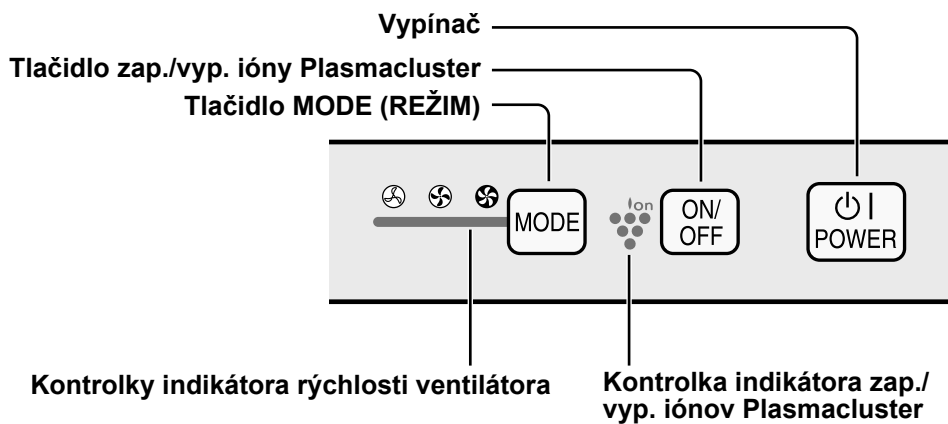 Vypínač
Tlačidlo zap./vyp. ióny Plasmacluster
Tlačidlo MODE (REŽIM)
MODE
ion
ON/
OFF
POWER
Kontrolky indikátora rýchlosti ventilátora
Kontrolka indikátora zap./
vyp. iónov Plasmacluster